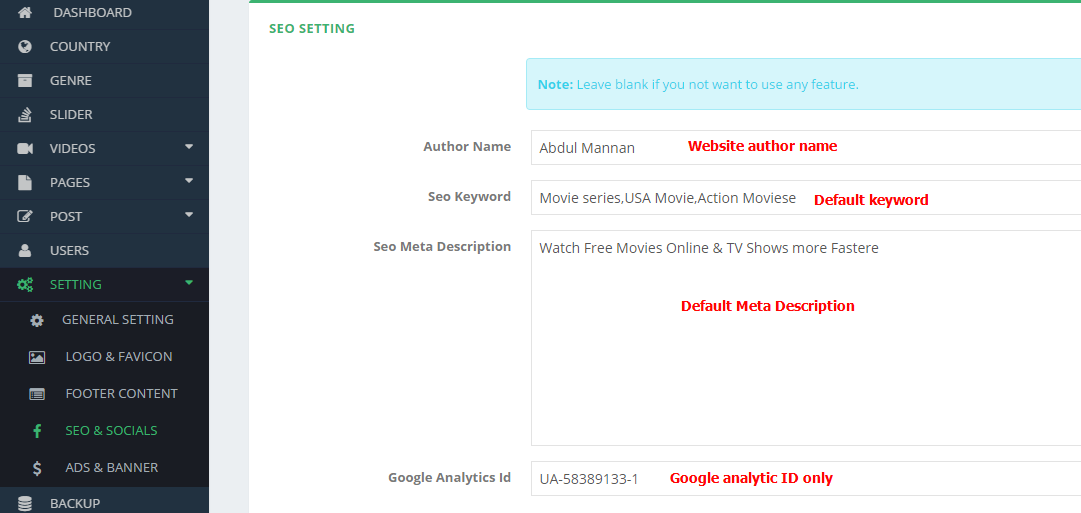 DASHBOARD
COUNTRY
GENRE
SLIDER
VIDEOS
PAGES
POST
USERS
SETTING
GENERAL SETTING
LOGO & FAVICON
FOOTER CONTENT
SEO & SOCIALS
ADS & BANNER
BACKUP
SEO SETTING
Note: Leave blank if you not want to use any feature.
Author Name Abdul Mannan Website author name
Seo Keyword Movie series,USA Movie,Action Moviese Default keyword
Seo Meta Description Watch Free Movies Online & TV Shows more Fastere
Default Meta Description
Google Analytics Id UA-58389133-1 Google analytic ID only